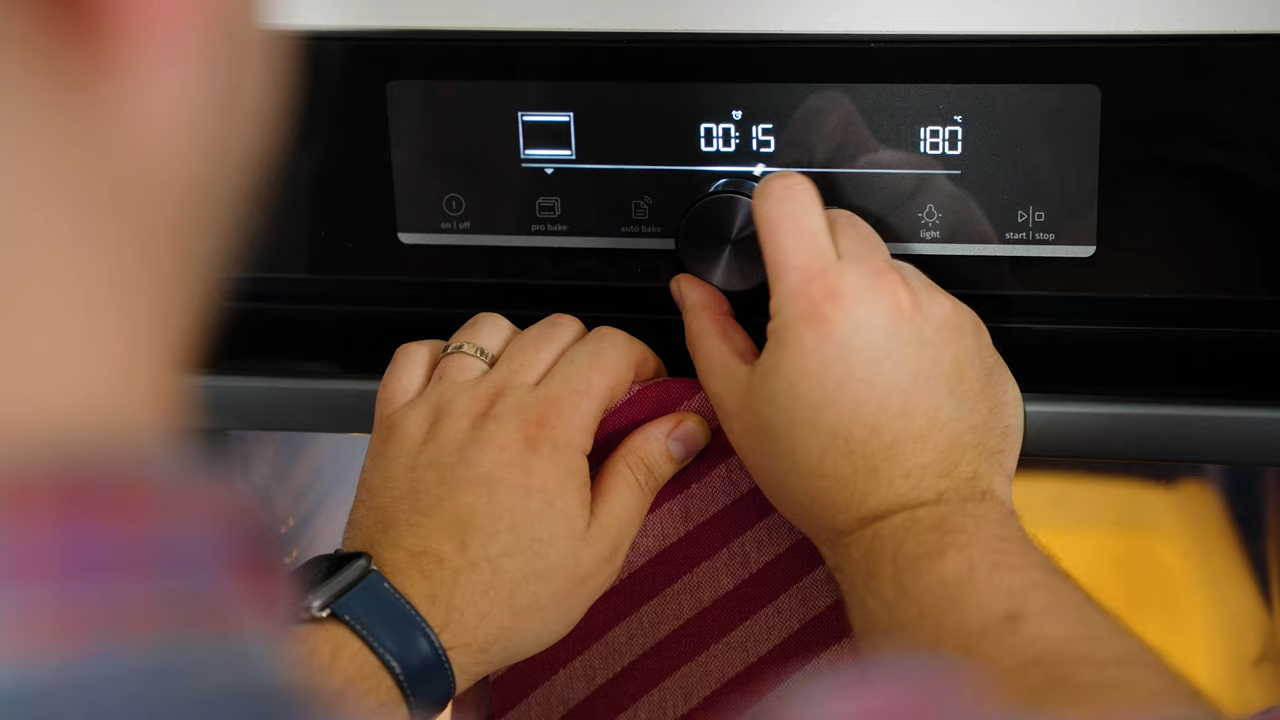 00:15
180 °C
on | off
pro bake
auto bake
light
start | stop